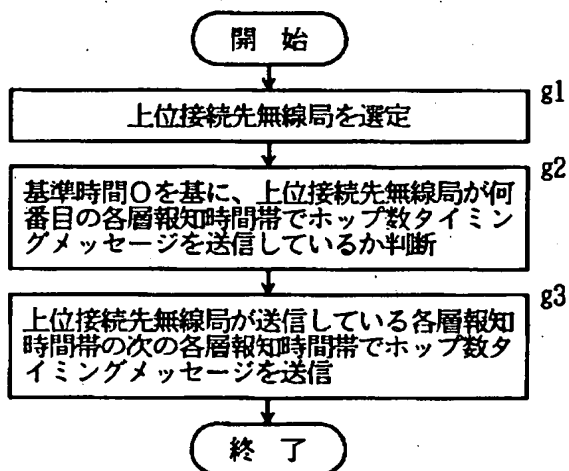 開 始
g1
上位接続先無線局を選定
g2
基準時間Oを基に、上位接続先無線局が何
番目の各層報知時間帯でホップ数タイミン
グメッセージを送信しているか判断
g3
上位接続先無線局が送信している各層報知
時間帯の次の各層報知時間帯でホップ数タ
イミングメッセージを送信
終 了